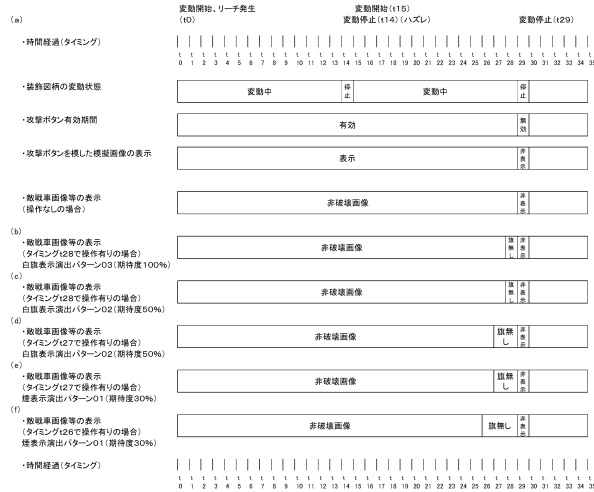 変動開始、リーチ発生
(t0)
変動開始(t15)
変動停止(t14)(ハズレ)
変動停止(t29)
(a)
・時間経過(タイミング)
t t t t t t t t t t t t t t t t t t t t t t t t t t t t t t t t t t t t
0 1 2 3 4 5 6 7 8 9 10 11 12 13 14 15 16 17 18 19 20 21 22 23 24 25 26 27 28 29 30 31 32 33 34 35
・装飾図柄の変動状態
変動中 停止 変動中 停止
・攻撃ボタン有効期間
有効 無効
・攻撃ボタンを模した模擬画像の表示
表示 非表示
・敵戦車画像等の表示
(操作なしの場合)
非破壊画像 非表示
(b)
・敵戦車画像等の表示
(タイミングt28で操作有りの場合)
白旗表示演出パターン03(期待度100%)
非破壊画像 旗無し 非表示
(c)
・敵戦車画像等の表示
(タイミングt28で操作有りの場合)
白旗表示演出パターン02(期待度50%)
非破壊画像 旗無し 非表示
(d)
・敵戦車画像等の表示
(タイミングt27で操作有りの場合)
白旗表示演出パターン02(期待度50%)
非破壊画像 旗無し 非表示
(e)
・敵戦車画像等の表示
(タイミングt27で操作有りの場合)
煙表示演出パターン01(期待度30%)
非破壊画像 旗無し 非表示
(f)
・敵戦車画像等の表示
(タイミングt26で操作有りの場合)
煙表示演出パターン01(期待度30%)
非破壊画像 旗無し 非表示
・時間経過(タイミング)
t t t t t t t t t t t t t t t t t t t t t t t t t t t t t t t t t t t t
0 1 2 3 4 5 6 7 8 9 10 11 12 13 14 15 16 17 18 19 20 21 22 23 24 25 26 27 28 29 30 31 32 33 34 35